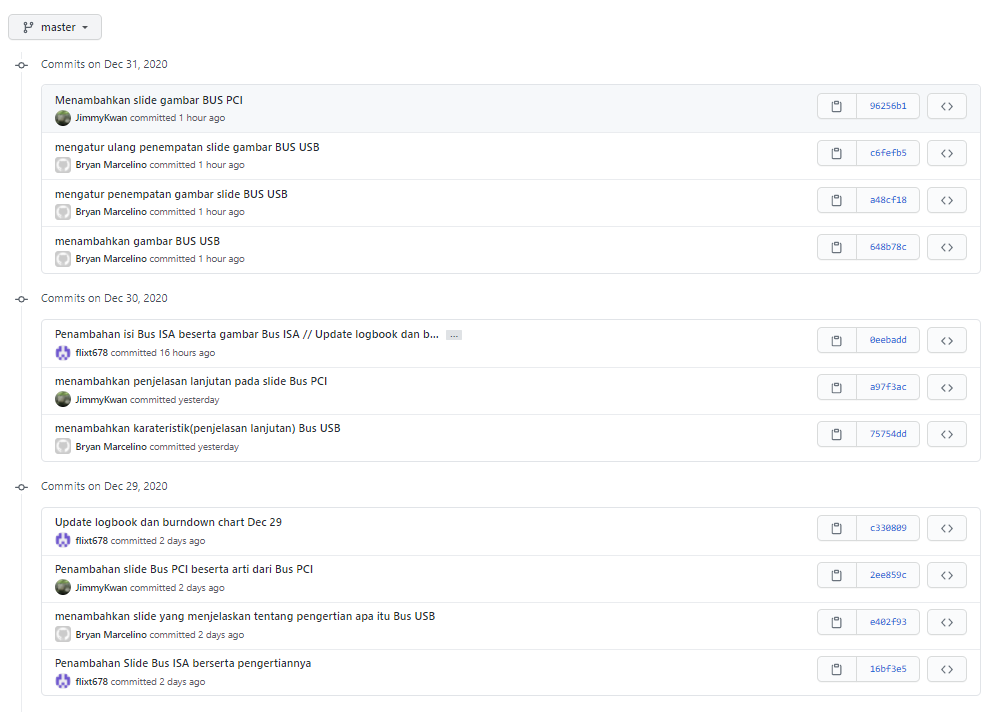 master
Commits on Dec 31, 2020
Menambahkan slide gambar BUS PCI
JimmyKwan committed 1 hour ago
96256b1
mengatur ulang penempatan slide gambar BUS USB
Bryan Marcelino committed 1 hour ago
c6fefb5
mengatur penempatan gambar slide BUS USB
Bryan Marcelino committed 1 hour ago
a48cf18
menambahkan gambar BUS USB
Bryan Marcelino committed 1 hour ago
648b78c
Commits on Dec 30, 2020
Penambahan isi Bus ISA beserta gambar Bus ISA // Update logbook dan b... ...
flixt678 committed 16 hours ago
0eebadd
menambahkan penjelasan lanjutan pada slide Bus PCI
JimmyKwan committed yesterday
a97f3ac
menambahkan karateristik(penjelasan lanjutan) Bus USB
Bryan Marcelino committed yesterday
75754dd
Commits on Dec 29, 2020
Update logbook dan burndown chart Dec 29
flixt678 committed 2 days ago
c330809
Penambahan slide Bus PCI beserta arti dari Bus PCI
JimmyKwan committed 2 days ago
2ee859c
menambahkan slide yang menjelaskan tentang pengertian apa itu Bus USB
Bryan Marcelino committed 2 days ago
e402f93
Penambahan Slide Bus ISA berserta pengertiannya
flixt678 committed 2 days ago
16bf3e5